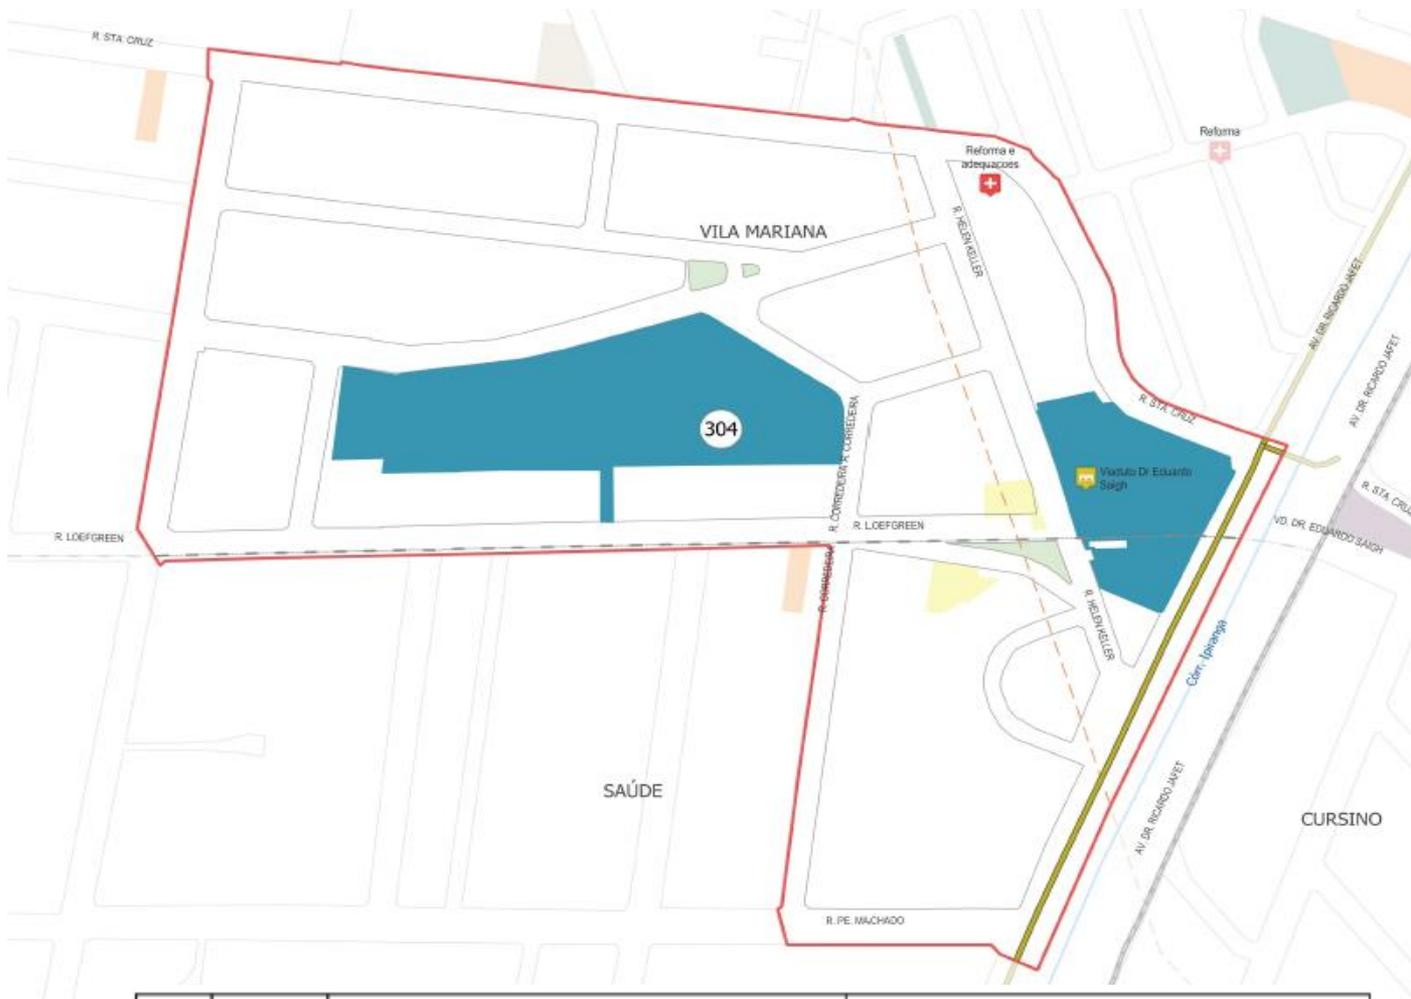 R. STA. CRUZ
Reforma
Reforma e
adequacoes
VILA MARIANA
R. HELEN KELLER
AV. DR. RICARDO JAFET
AV. DR. RICARDO JAFET
R. STA. CRUZ
304
R. CORREDEIRA
R. CORREDEIRA
Viaduto Dr Eduardo
Saigh
R. STA. CRUZ
R. LOEFGREEN
R. LOEFGREEN
VD. DR. EDUARDO SAIGH
R. CORREDEIRA
R. HELEN KELLER
Córr. Ipiranga
SAÚDE
AV. DR. RICARDO JAFET
CURSINO
R. PE. MACHADO